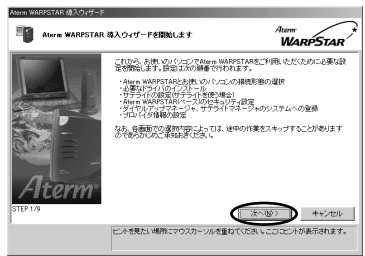 Aterm WARPSTAR 導入ウィザード
Aterm WARPSTAR 導入ウィザードを開始します
Aterm
WARPSTAR
これから、お使いのパソコンでAterm WARPSTARをご利用いただくために必要な設
定を開始します。設定は次の順番で行われます。
・Aterm WARPSTARとお使いのパソコンの接続形態の選択
・必要なドライバのインストール
・サテライトの設定(サテライトを使う場合)
・Aterm WARPSTAR(ベース)のセキュリティ設定
・ダイヤルアップマネージャ、サテライトマネージャのシステムへの登録
・プロバイダ情報の設定
なお、各画面での選択内容によっては、途中の作業をスキップすることがあります
のであらかじめご承知おきください。
Aterm
STEP 1/9
次へ(N) >
キャンセル
ヒントを見たい場所にマウスカーソルを重ねてください。ここにヒントが表示されます。